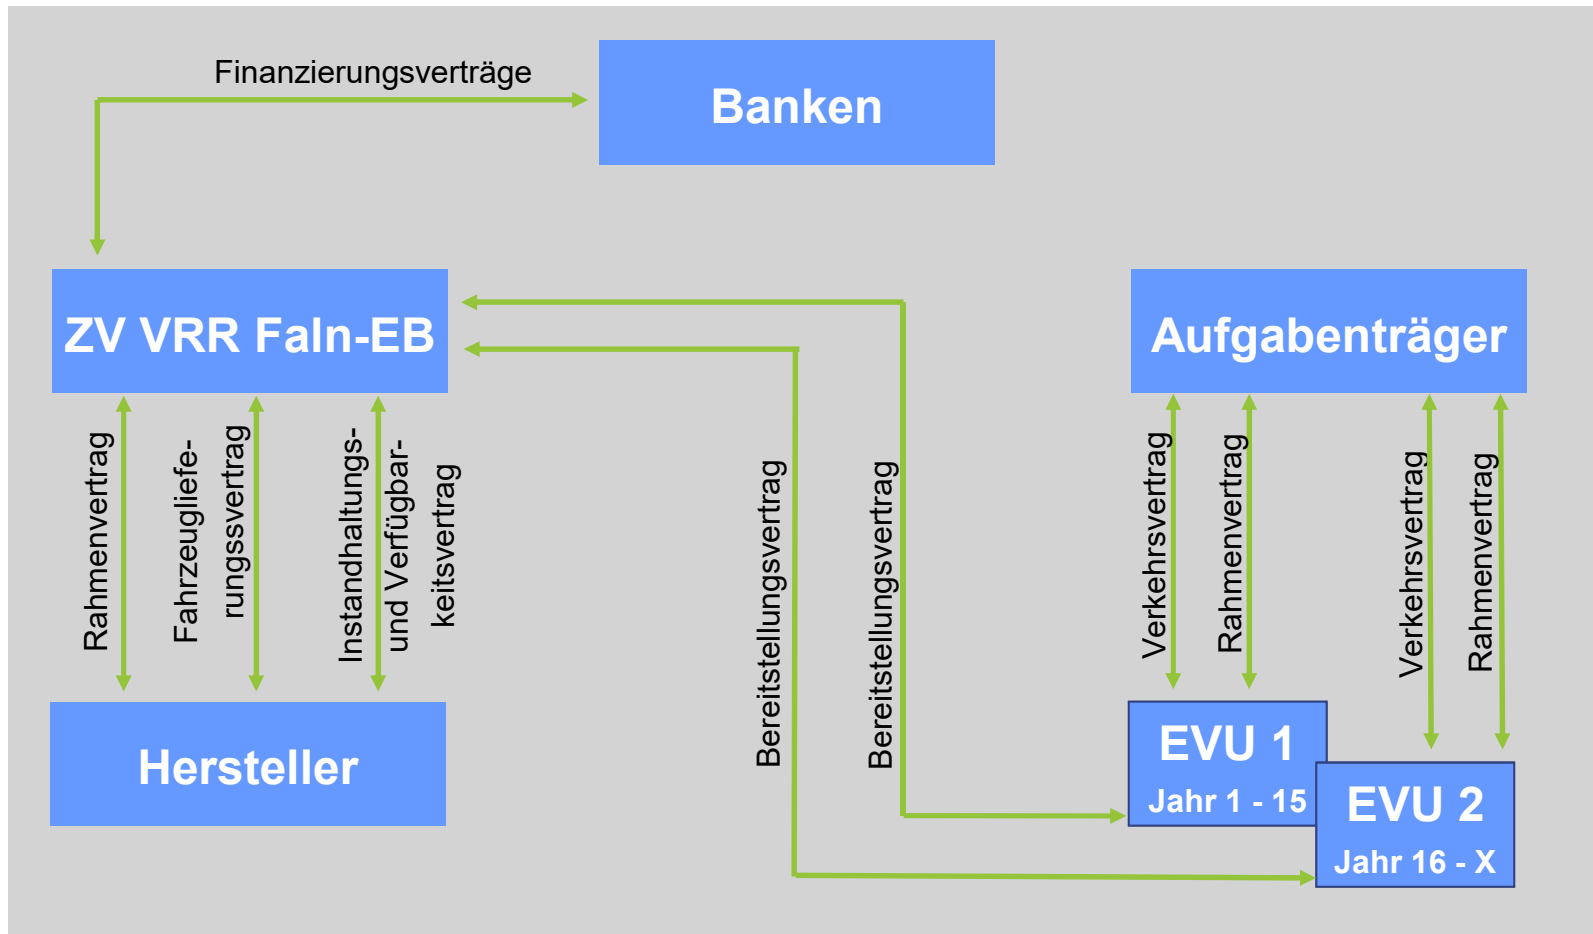 Finanzierungsverträge
Banken
ZV VRR Faln-EB
Aufgabenträger
Rahmenvertrag
Fahrzeugliefe-
rungssvertrag
Instandhaltungs-
und Verfügbar-
keitsvertrag
Bereitstellungsvertrag
Bereitstellungsvertrag
Verkehrsvertrag
Rahmenvertrag
Verkehrsvertrag
Rahmenvertrag
Hersteller
EVU 1
Jahr 1 - 15
EVU 2
Jahr 16 - X